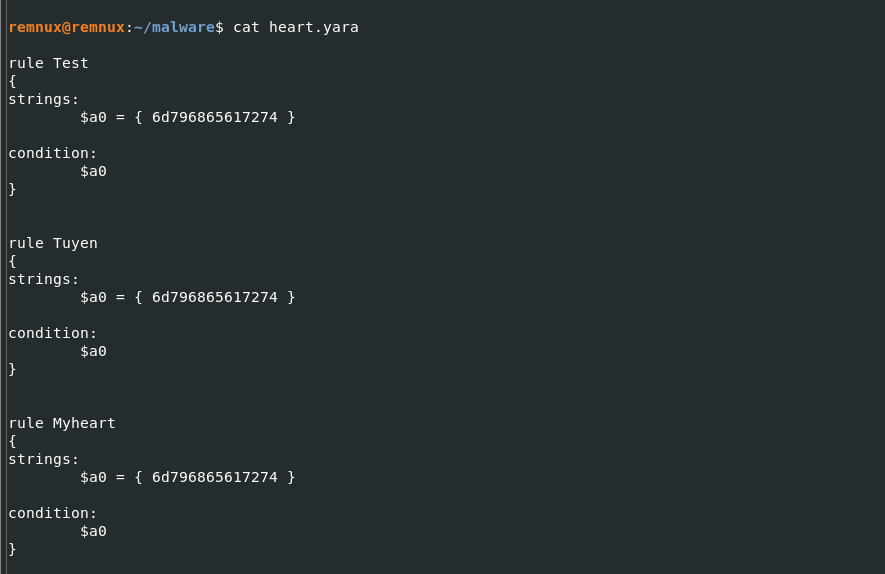 remnux@remnux:~/malware$ cat heart.yara
rule Test
{
strings:
$a0 = { 6d796865617274 }
condition:
$a0
}
rule Tuyen
{
strings:
$a0 = { 6d796865617274 }
condition:
$a0
}
rule Myheart
{
strings:
$a0 = { 6d796865617274 }
condition:
$a0
}